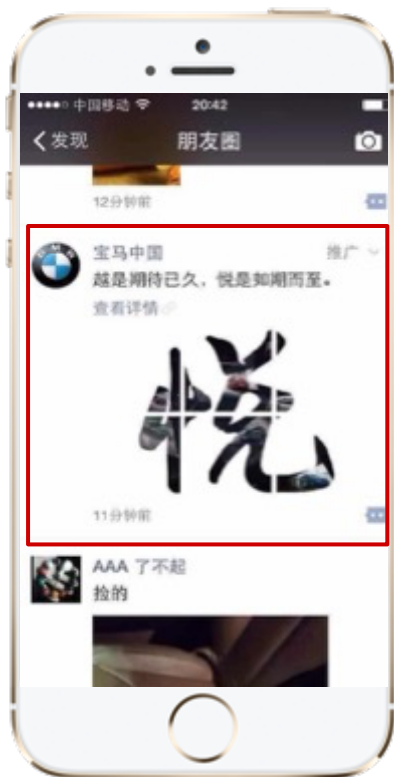 中国移动 20:42
发现 朋友圈
12分钟前
宝马中国 推广
越是期待已久，悦是如期而至。
查看详情
悦
11分钟前
AAA 了不起
捡的